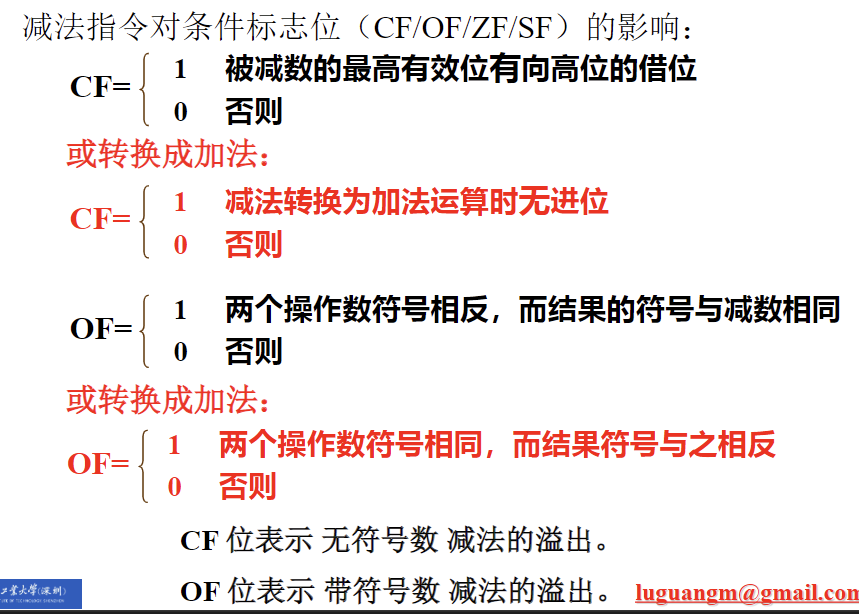 减法指令对条件标志位（CF/OF/ZF/SF）的影响：
CF= 1 被减数的最高有效位有向高位的借位
0 否则
或转换成加法：
CF= 1 减法转换为加法运算时无进位
0 否则
OF= 1 两个操作数符号相反，而结果的符号与减数相同
0 否则
或转换成加法：
OF= 1 两个操作数符号相同，而结果符号与之相反
0 否则
CF 位表示 无符号数 减法的溢出。
OF 位表示 带符号数 减法的溢出。
luguangm@gmail.con
工业大学(深圳)